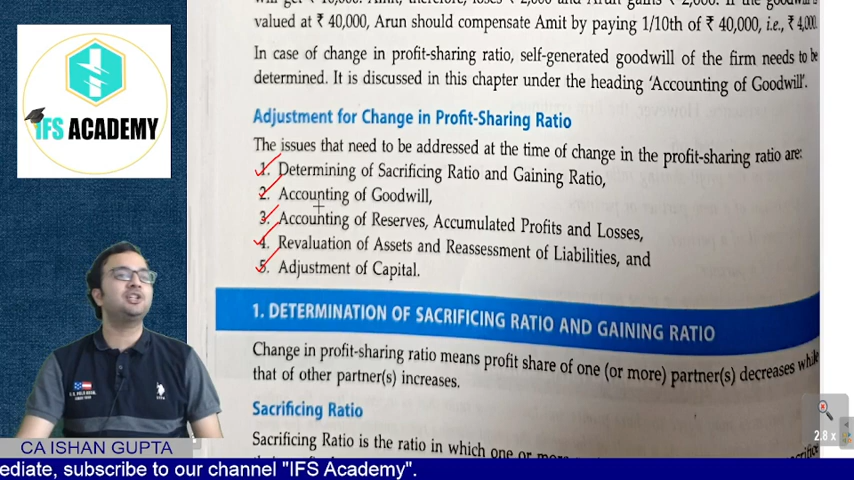 valued at ₹ 40,000, Arun should compensate Amit by paying 1/10th of ₹ 40,000, i.e., ₹ 4,000.
In case of change in profit-sharing ratio, self-generated goodwill of the firm needs to be
determined. It is discussed in this chapter under the heading 'Accounting of Goodwill'.
Adjustment for Change in Profit-Sharing Ratio
The issues that need to be addressed at the time of change in the profit-sharing ratio are:
1. Determining of Sacrificing Ratio and Gaining Ratio,
2. Accounting of Goodwill,
3. Accounting of Reserves, Accumulated Profits and Losses,
4. Revaluation of Assets and Reassessment of Liabilities, and
5. Adjustment of Capital.
1. DETERMINATION OF SACRIFICING RATIO AND GAINING RATIO
Change in profit-sharing ratio means profit share of one (or more) partner(s) decreases while
that of other partner(s) increases.
Sacrificing Ratio
Sacrificing Ratio is the ratio in which one or
IFS ACADEMY
CA ISHAN GUPTA
ediate, subscribe to our channel "IFS Academy".
2.8 x